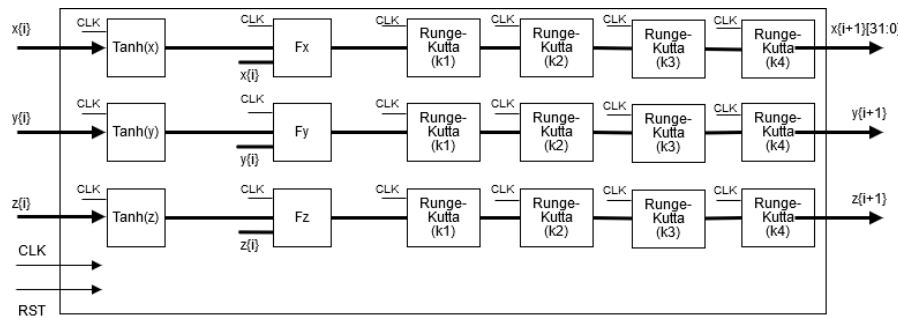 x{i}
CLK
Tanh(x)
CLK
Fx
x{i}
CLK
Runge-
Kutta
(k1)
CLK
Runge-
Kutta
(k2)
CLK
Runge-
Kutta
(k3)
CLK
Runge-
Kutta
(k4)
x{i+1}[31:0]
y{i}
CLK
Tanh(y)
CLK
Fy
y{i}
CLK
Runge-
Kutta
(k1)
CLK
Runge-
Kutta
(k2)
CLK
Runge-
Kutta
(k3)
CLK
Runge-
Kutta
(k4)
y{i+1}
z{i}
CLK
Tanh(z)
CLK
Fz
z{i}
CLK
Runge-
Kutta
(k1)
CLK
Runge-
Kutta
(k2)
CLK
Runge-
Kutta
(k3)
CLK
Runge-
Kutta
(k4)
z{i+1}
CLK
RST